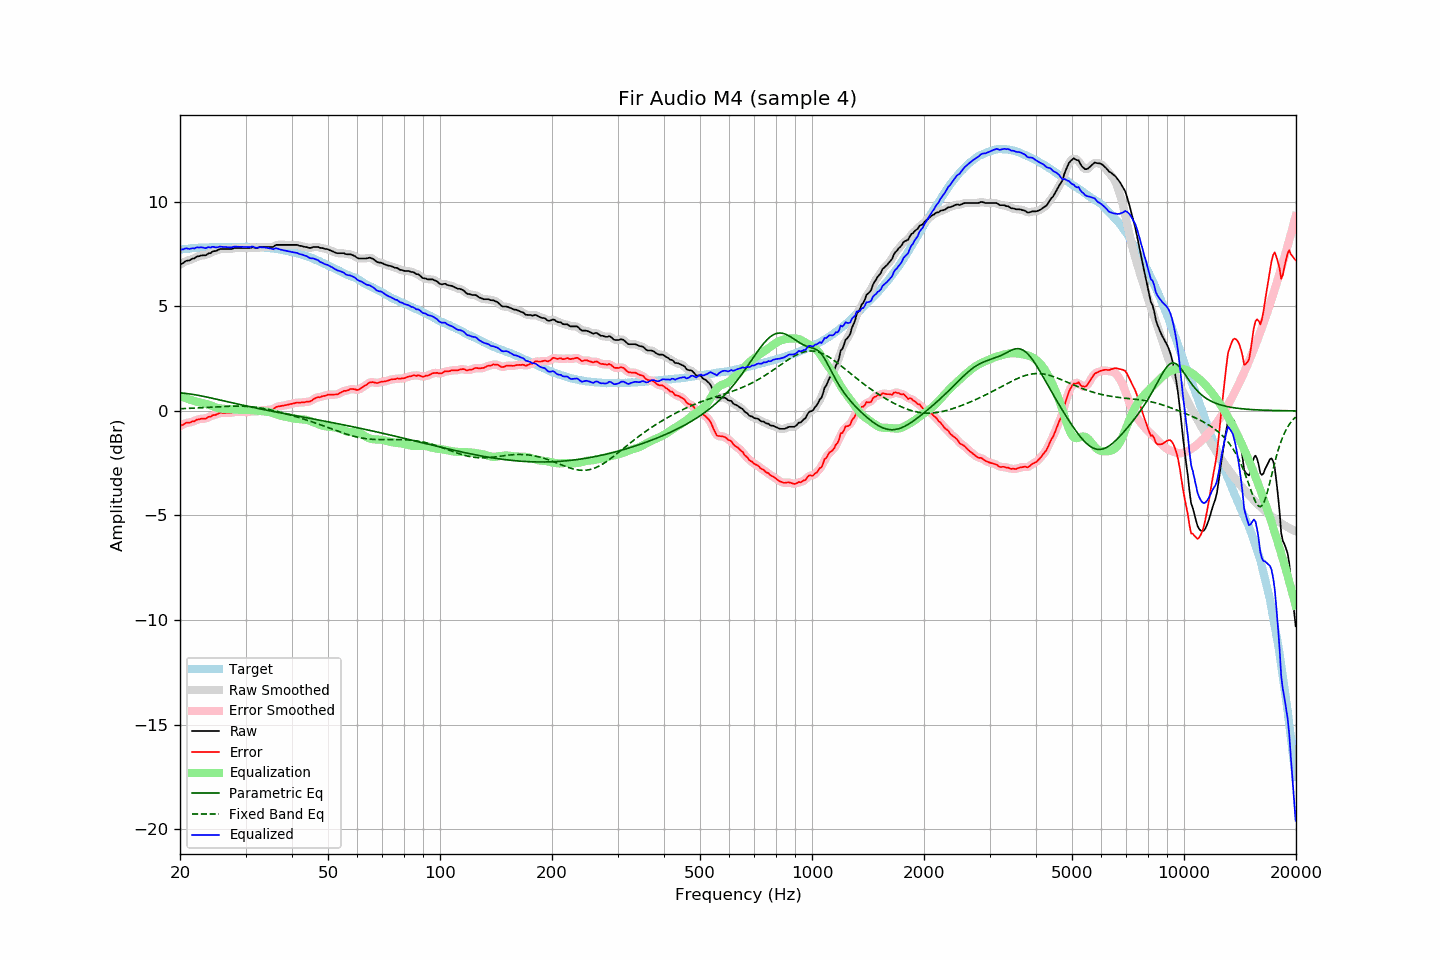 Fir Audio M4 (sample 4)
10
5
0
−5
−10
−15
−20
Amplitude (dBr)
Target
Raw Smoothed
Error Smoothed
Raw
Error
Equalization
Parametric Eq
Fixed Band Eq
Equalized
20 50 100 200 500 1000 2000 5000 10000 20000
Frequency (Hz)